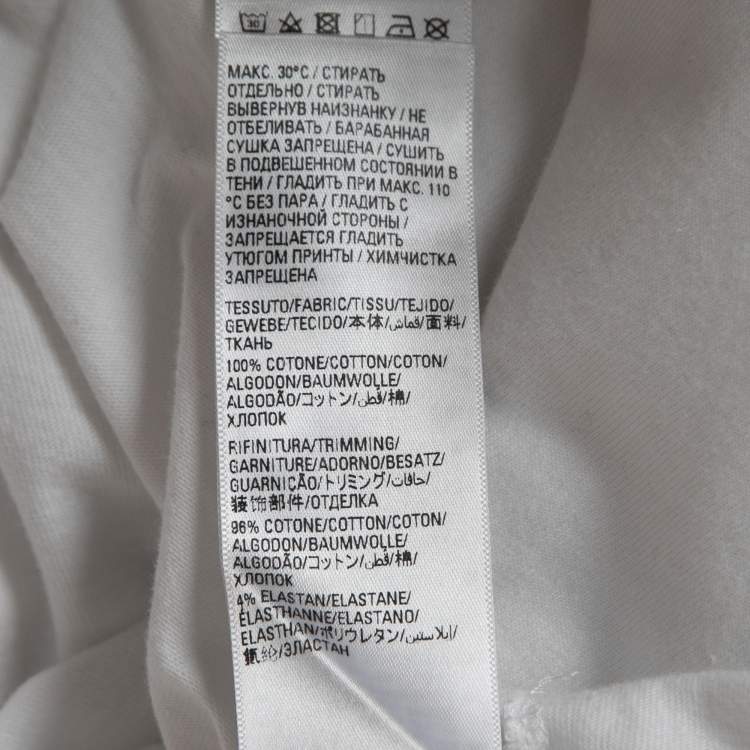 30
МАКС. 30°C / СТИРАТЬ
ОТДЕЛЬНО / СТИРАТЬ
ВЫВЕРНУВ НАИЗНАНКУ / НЕ
ОТБЕЛИВАТЬ / БАРАБАННАЯ
СУШКА ЗАПРЕЩЕНА / СУШИТЬ
В ПОДВЕШЕННОМ СОСТОЯНИИ В
ТЕНИ / ГЛАДИТЬ ПРИ МАКС. 110
°C БЕЗ ПАРА / ГЛАДИТЬ С
ИЗНАНОЧНОЙ СТОРОНЫ /
ЗАПРЕЩАЕТСЯ ГЛАДИТЬ
УТЮГОМ ПРИНТЫ / ХИМЧИСТКА
ЗАПРЕЩЕНА
TESSUTO/FABRIC/TISSU/TEJIDO/
GEWEBE/TECIDO/本体/قماش/面料/
ТКАНЬ
100% COTONE/COTTON/COTON/
ALGODON/BAUMWOLLE/
ALGODÃO/コットン/قطن/棉/
ХЛОПОК
RIFINITURA/TRIMMING/
GARNITURE/ADORNO/BESATZ/
GUARNIÇÃO/トリミング/حافات/
装饰部件/ОТДЕЛКА
96% COTONE/COTTON/COTON/
ALGODON/BAUMWOLLE/
ALGODÃO/コットン/قطن/棉/
ХЛОПОК
4% ELASTAN/ELASTANE/
ÉLASTHANNE/ELASTANO/
ELASTHAN/ポリウレタン/إيلاستين/
/ЭЛАСТАН